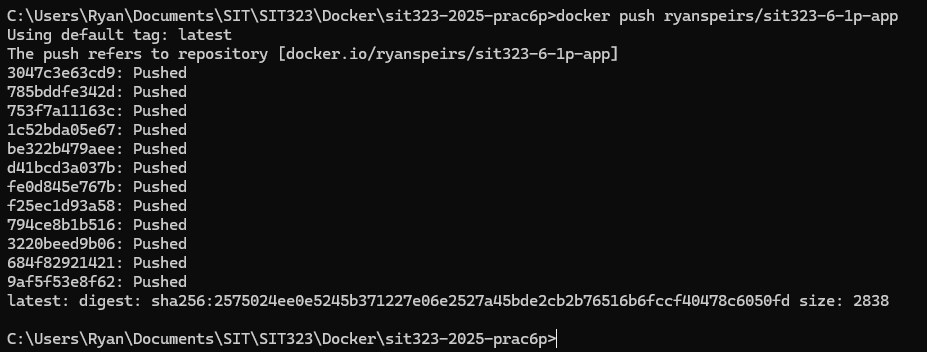 C:\Users\Ryan\Documents\SIT\SIT323\Docker\sit323-2025-prac6p>docker push ryanspeirs/sit323-6-1p-app
Using default tag: latest
The push refers to repository [docker.io/ryanspeirs/sit323-6-1p-app]
3047c3e63cd9: Pushed
785bddfe342d: Pushed
753f7a11163c: Pushed
1c52bda05e67: Pushed
be322b479aee: Pushed
d41bcd3a037b: Pushed
fe0d845e767b: Pushed
f25ec1d93a58: Pushed
794ce8b1b516: Pushed
3220beed9b06: Pushed
684f82921421: Pushed
9af5f53e8f62: Pushed
latest: digest: sha256:2575024ee0e5245b371227e06e2527a45bde2cb2b76516b6fccf40478c6050fd size: 2838
C:\Users\Ryan\Documents\SIT\SIT323\Docker\sit323-2025-prac6p>